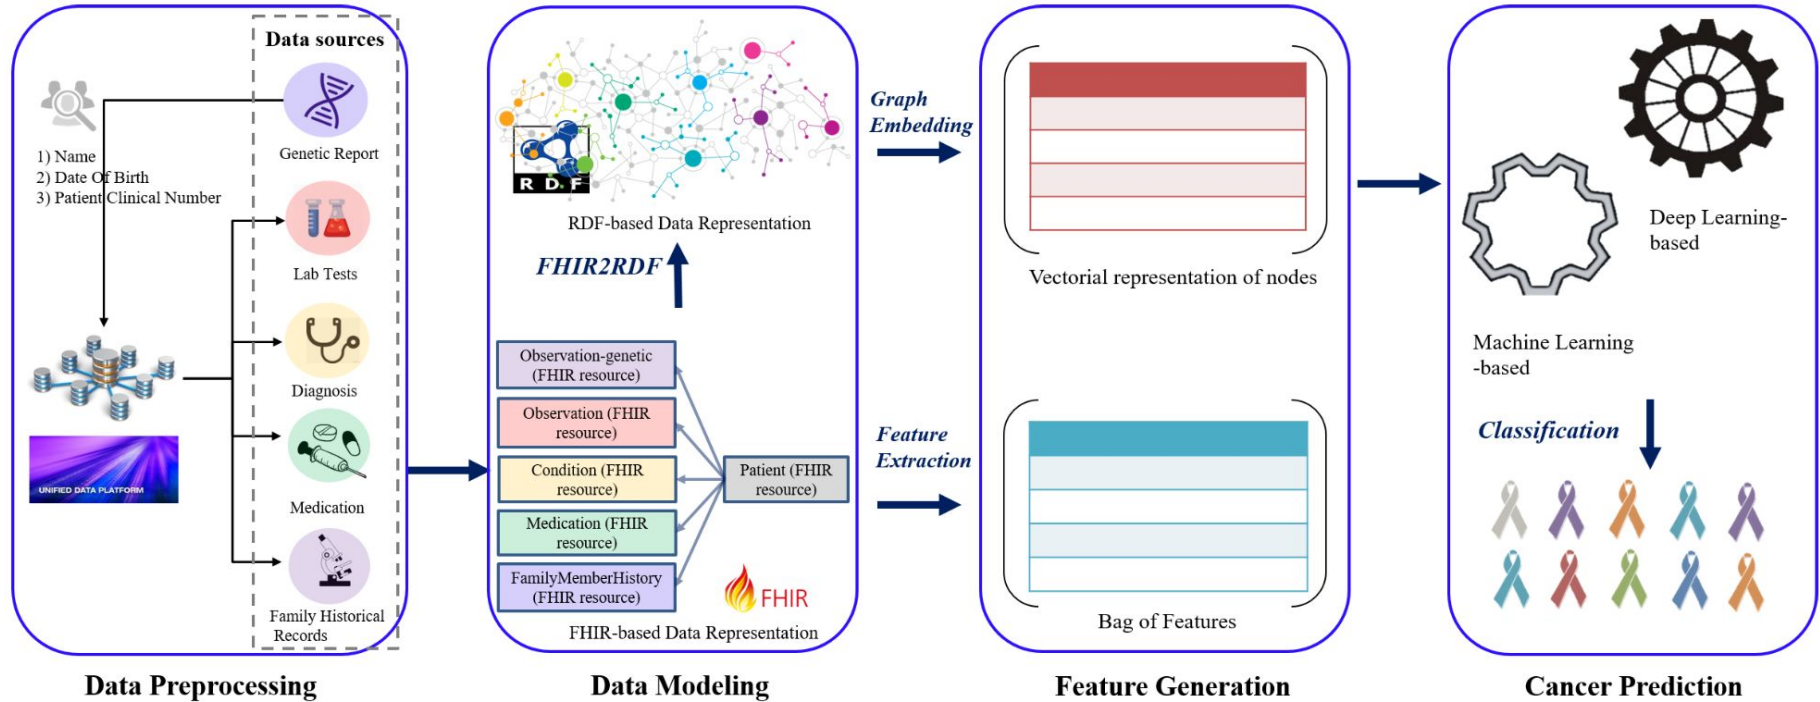 Data sources
Genetic Report
1) Name
2) Date Of Birth
3) Patient Clinical Number
Lab Tests
Diagnosis
UNIFIED DATA PLATFORM
Medication
Family Historical
Records
Data Preprocessing
RDF
RDF-based Data Representation
FHIR2RDF
Observation-genetic
(FHIR resource)
Observation (FHIR
resource)
Condition (FHIR
resource)
Medication (FHIR
resource)
FamilyMemberHistory
(FHIR resource)
Patient (FHIR
resource)
FHIR
FHIR-based Data Representation
Data Modeling
Graph
Embedding
Feature
Extraction
Vectorial representation of nodes
Bag of Features
Feature Generation
Deep Learning-
based
Machine Learning
-based
Classification
Cancer Prediction